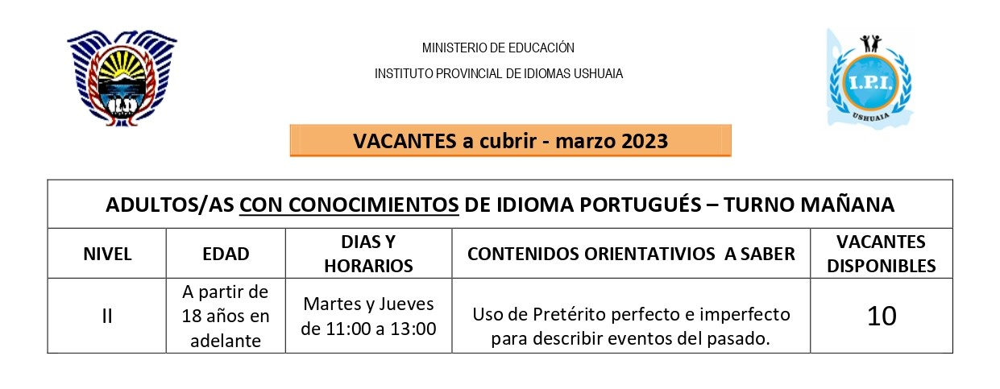 MINISTERIO DE EDUCACIÓN
INSTITUTO PROVINCIAL DE IDIOMAS USHUAIA
I.P.I.
USHUAIA
VACANTES a cubrir - marzo 2023
ADULTOS/AS CON CONOCIMIENTOS DE IDIOMA PORTUGUÉS – TURNO MAÑANA
NIVEL
EDAD
DIAS Y
HORARIOS
CONTENIDOS ORIENTATIVIOS A SABER
VACANTES
DISPONIBLES
II
A partir de
18 años en
adelante
Martes y Jueves
de 11:00 a 13:00
Uso de Pretérito perfecto e imperfecto
para describir eventos del pasado.
10